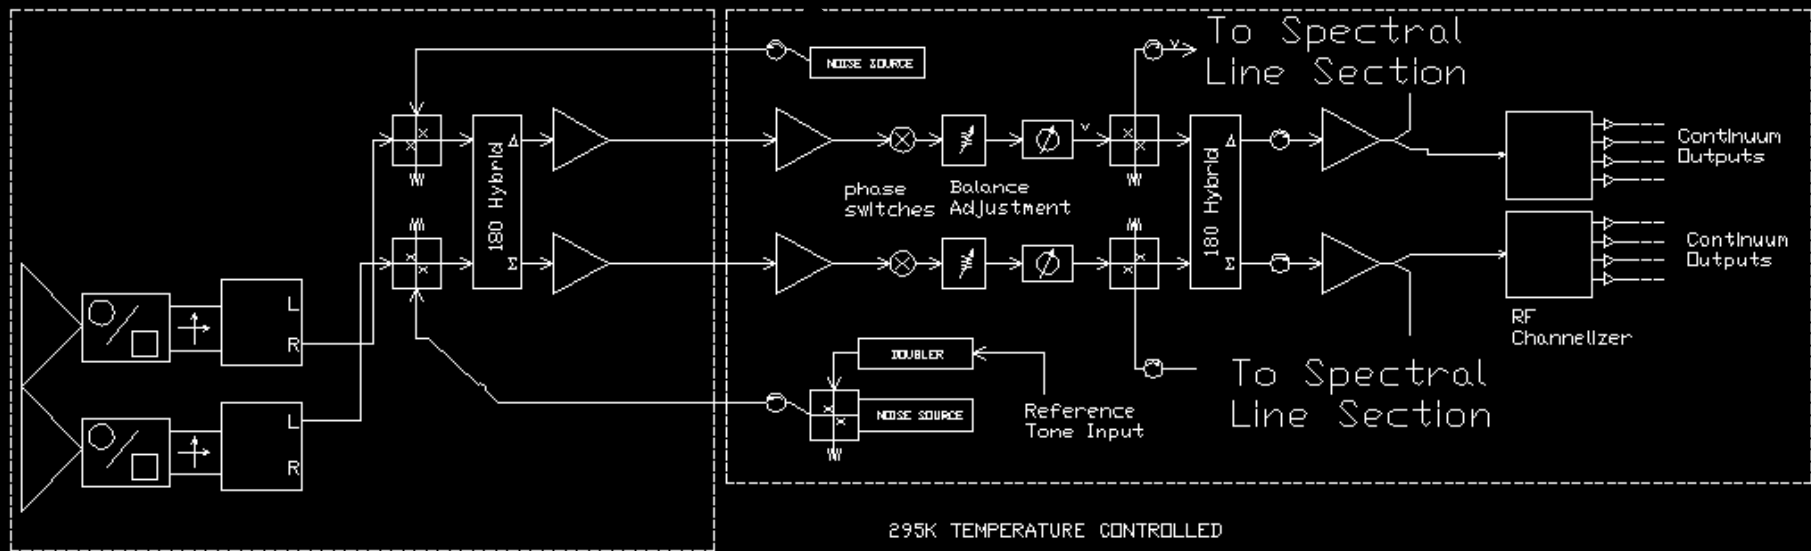 To Spectral
Line Section
NOISE SOURCE
180 Hybrid
Δ
Σ
v
v
180 Hybrid
Δ
Σ
Continuum
Outputs
phase
switches
Balance
Adjustment
Continuum
Outputs
L
R
RF
Channelizer
DOUBLER
To Spectral
Line Section
NOISE SOURCE
Reference
Tone Input
L
R
295K TEMPERATURE CONTROLLED